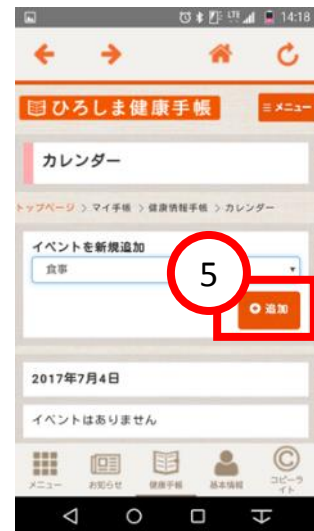 14:18
ひろしま健康手帳
メニュー
カレンダー
トップページ > マイ手帳 > 健康情報手帳 > カレンダー
イベントを新規追加
食事
5
追加
2017年7月4日
イベントはありません
メニュー
お知らせ
健康手帳
基本情報
コピーライト